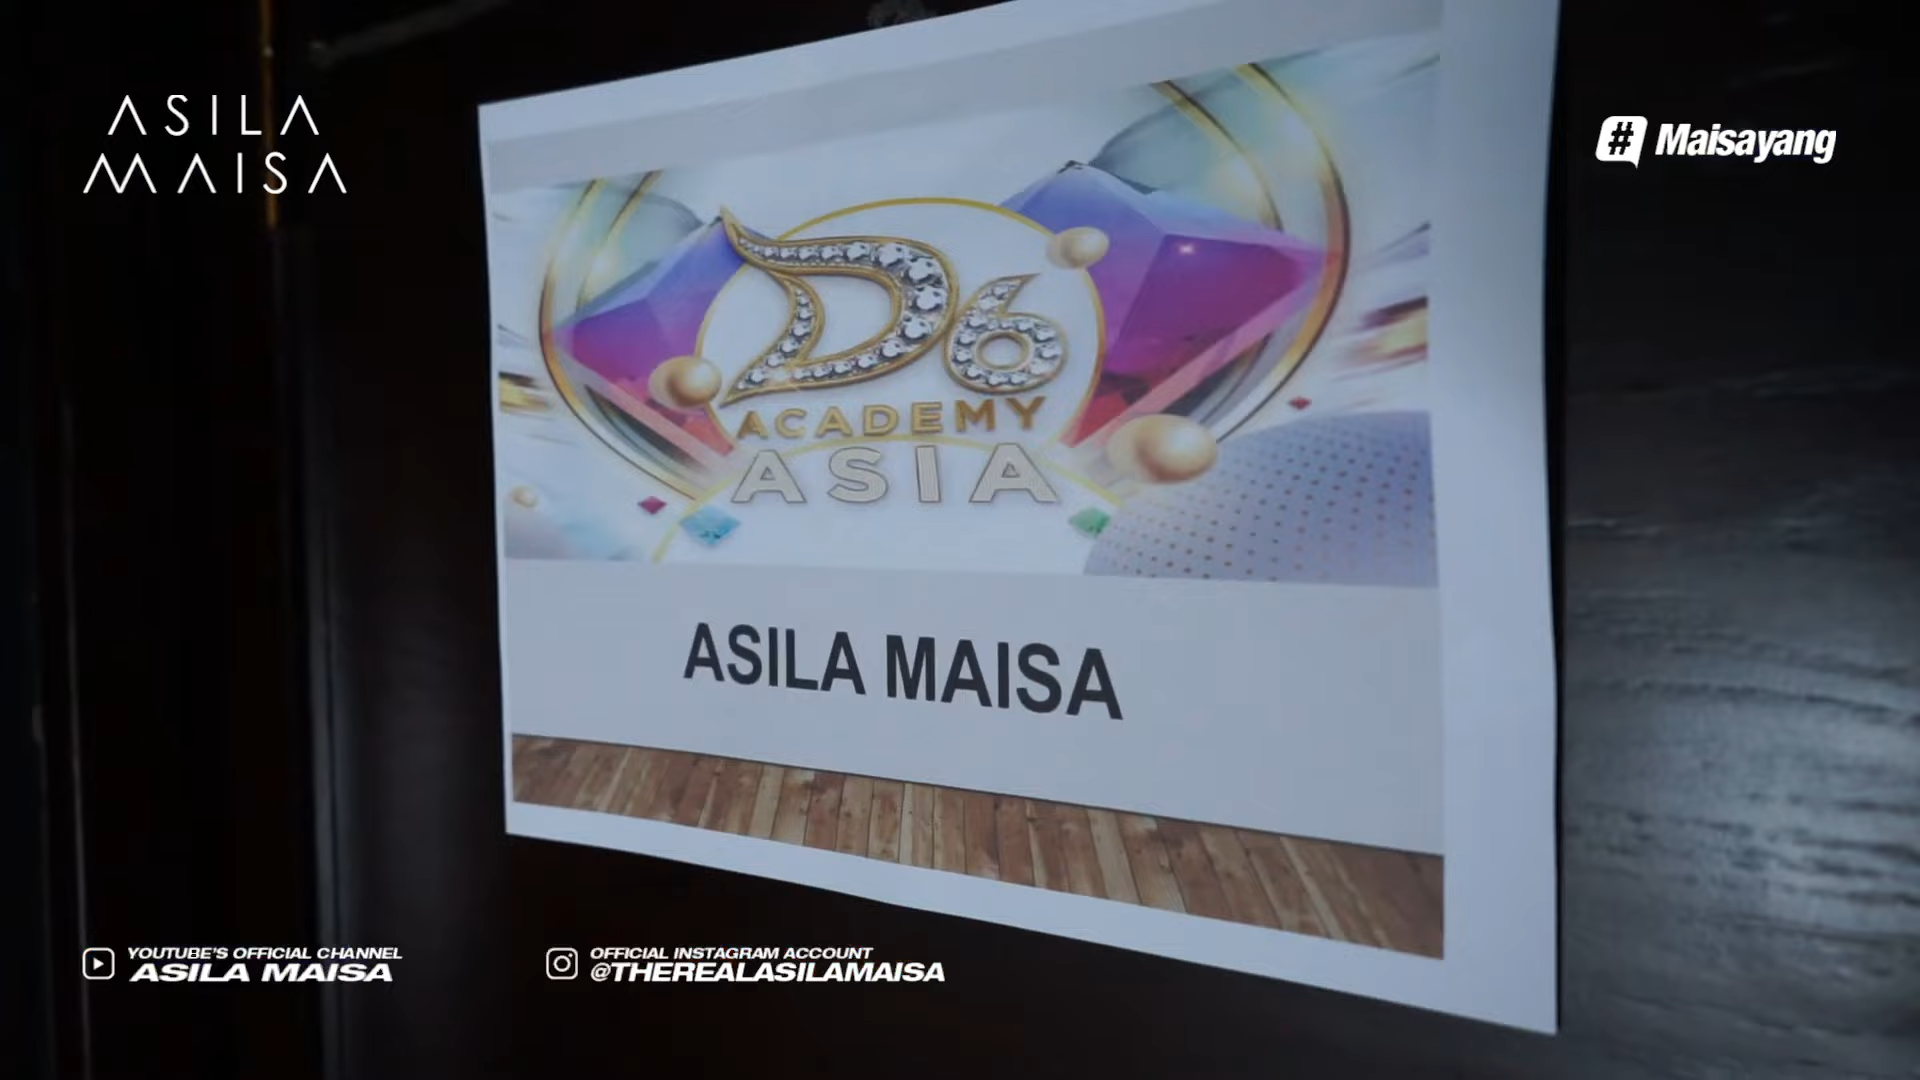 ASILA
MAISA
# Maisayang
D6
ACADEMY
ASIA
ASILA MAISA
YOUTUBE'S OFFICIAL CHANNEL
ASILA MAISA
OFFICIAL INSTAGRAM ACCOUNT
@THEREALASILAMAISA